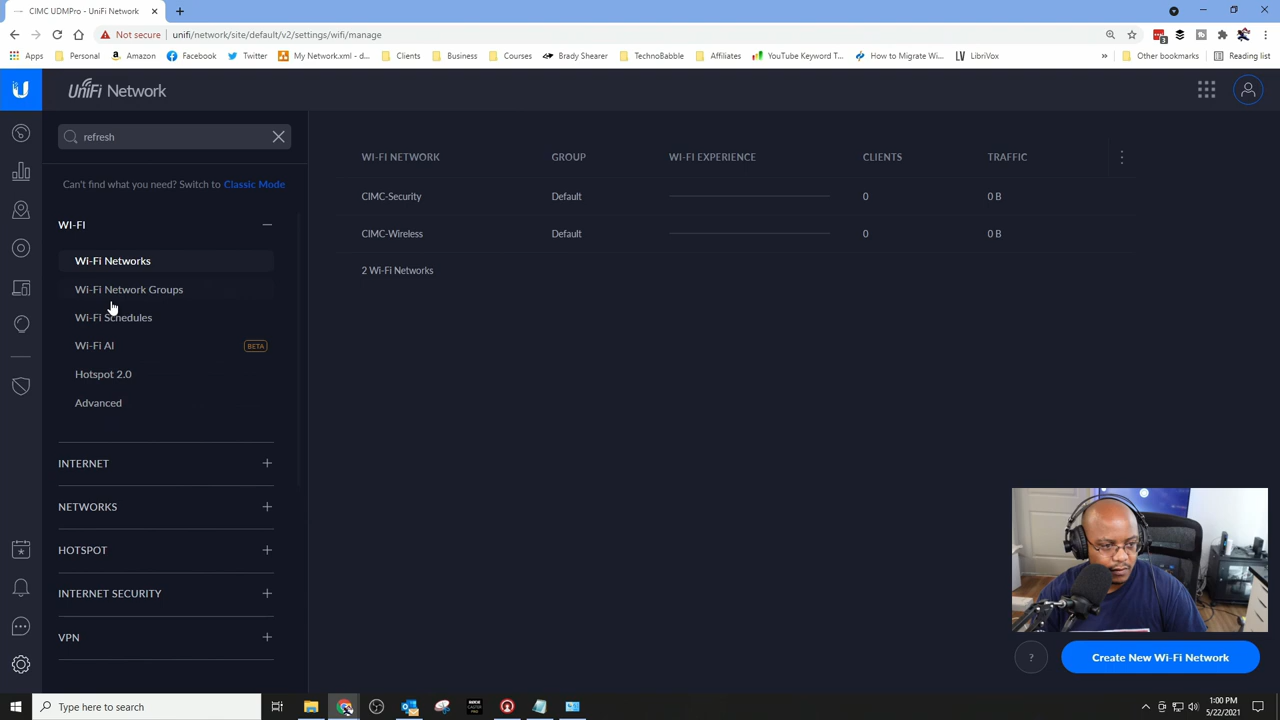 CIMC UDMPro - UniFi Network
Not secure
unifi/network/site/default/v2/settings/wifi/manage
Apps
Personal
Amazon
Facebook
Twitter
My Network.xml - d...
Clients
Business
Courses
Brady Shearer
TechnoBabble
Affiliates
YouTube Keyword T...
How to Migrate Wi...
LibriVox
Other bookmarks
Reading list
UniFi Network
refresh
Can't find what you need? Switch to Classic Mode
WI-FI
Wi-Fi Networks
Wi-Fi Network Groups
Wi-Fi Schedules
Wi-Fi AI BETA
Hotspot 2.0
Advanced
INTERNET
NETWORKS
HOTSPOT
INTERNET SECURITY
VPN
WI-FI NETWORK GROUP WI-FI EXPERIENCE CLIENTS TRAFFIC
CIMC-Security Default 0 0 B
CIMC-Wireless Default 0 0 B
2 Wi-Fi Networks
? Create New Wi-Fi Network
Type here to search
1:00 PM
5/22/2021